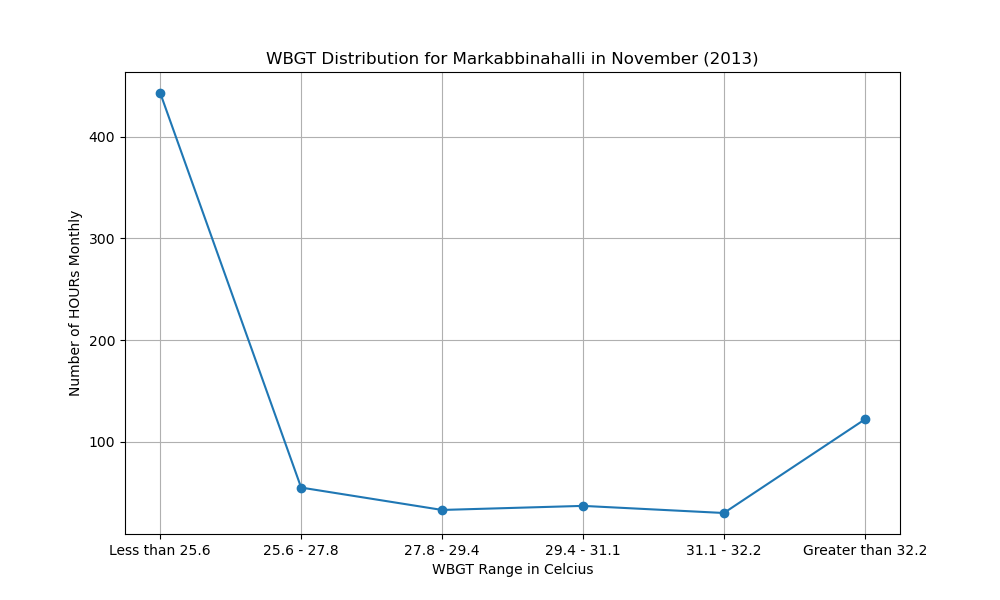 WBGT Distribution for Markabbinahalli in November (2013)
Number of HOURs Monthly
400
300
200
100
Less than 25.6
25.6 - 27.8
27.8 - 29.4
29.4 - 31.1
31.1 - 32.2
Greater than 32.2
WBGT Range in Celcius